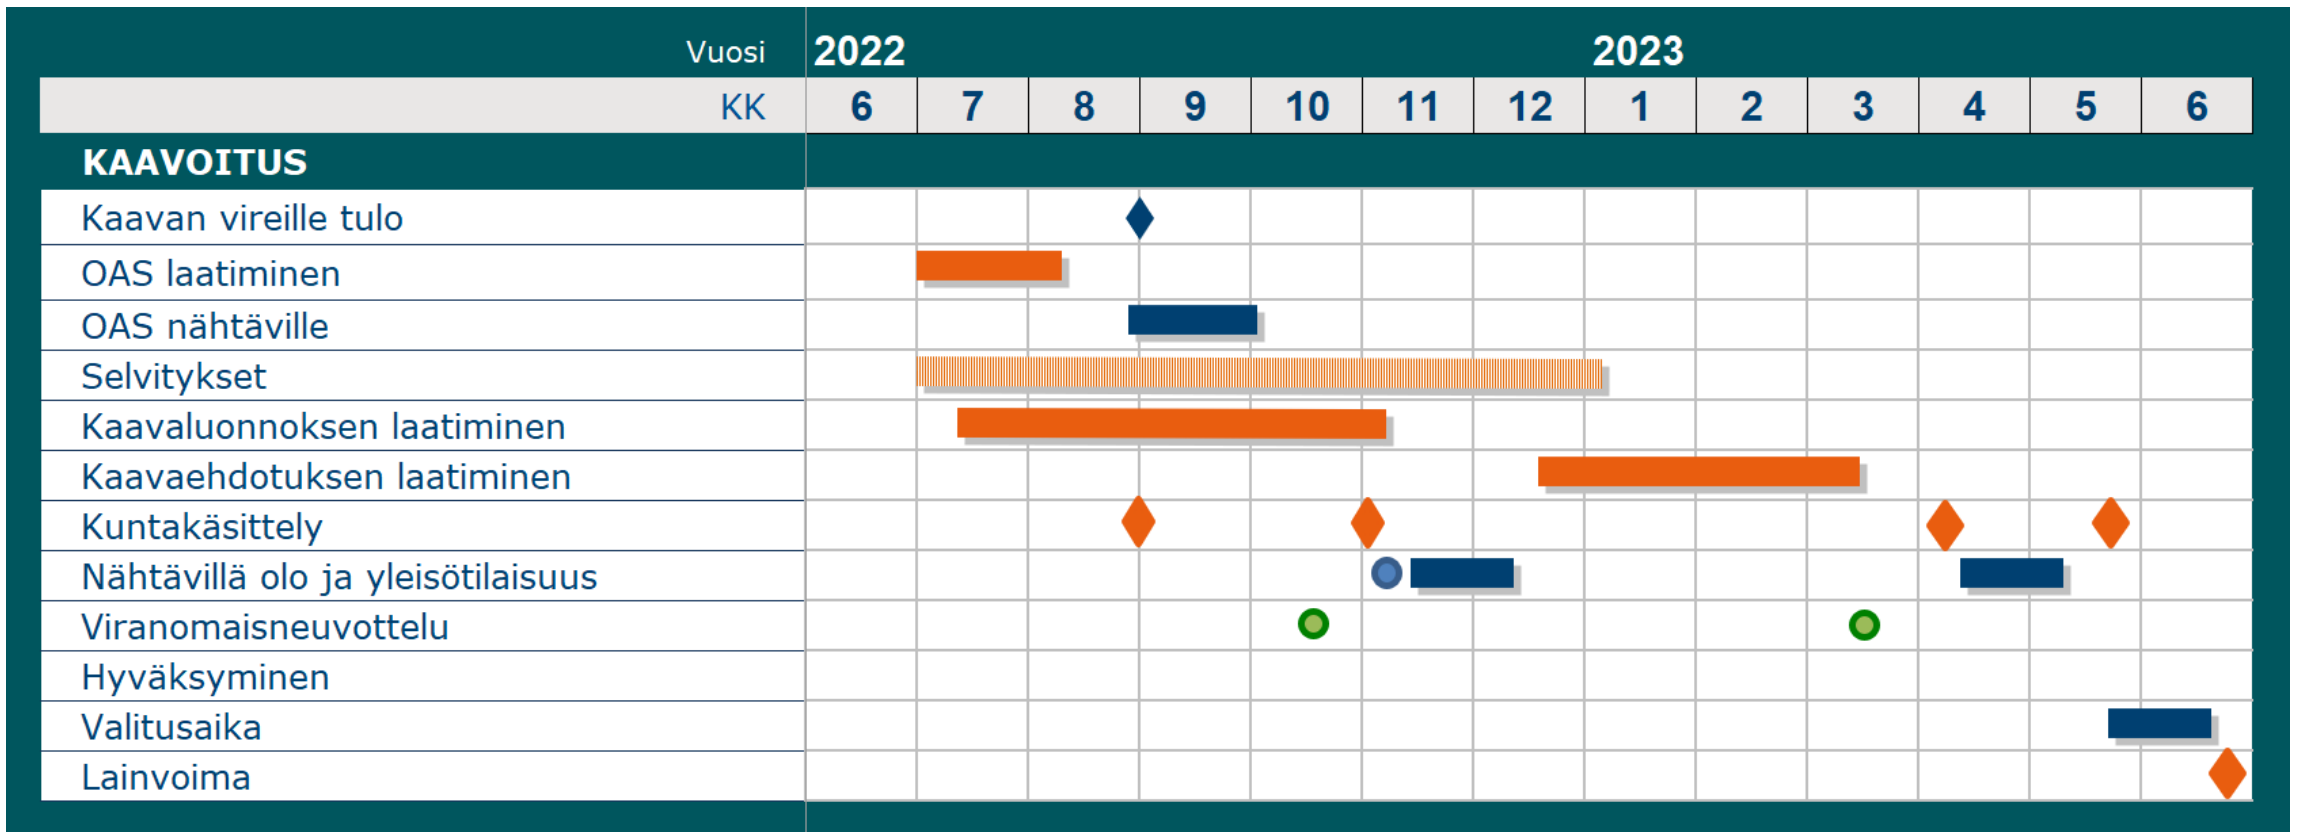 Vuosi 2022 2023
KK 6 7 8 9 10 11 12 1 2 3 4 5 6
KAAVOITUS
Kaavan vireille tulo
OAS laatiminen
OAS nähtäville
Selvitykset
Kaavaluonnoksen laatiminen
Kaavaehdotuksen laatiminen
Kuntakäsittely
Nähtävillä olo ja yleisötilaisuus
Viranomaisneuvottelu
Hyväksyminen
Valitusaika
Lainvoima